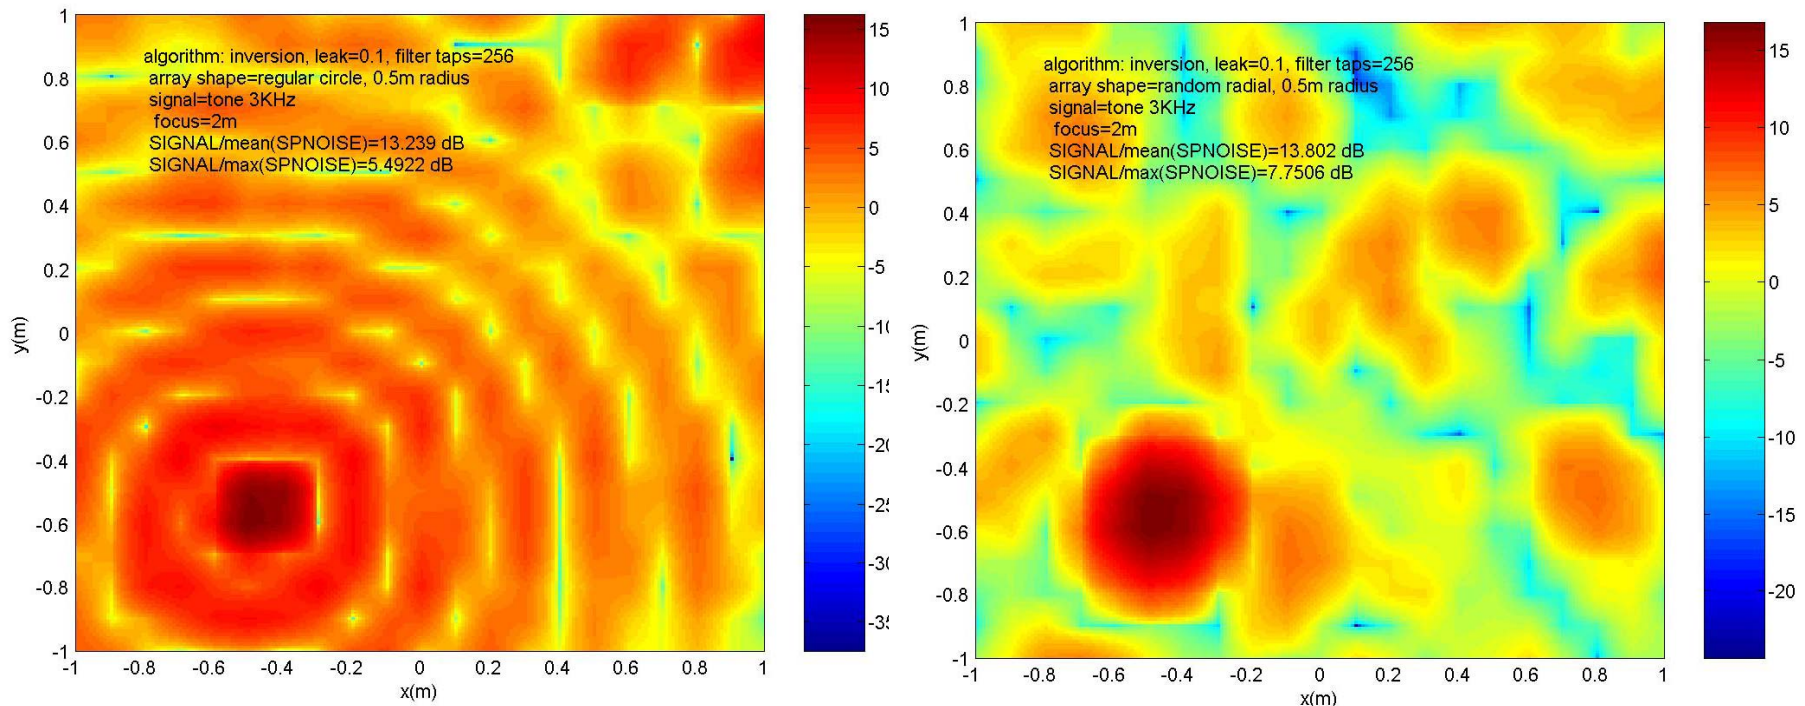 algorithm: inversion, leak=0.1, filter taps=256
array shape=regular circle, 0.5m radius
signal=tone 3KHz
focus=2m
SIGNAL/mean(SPNOISE)=13.239 dB
SIGNAL/max(SPNOISE)=5.4922 dB
1
0.8
0.6
0.4
0.2
0
-0.2
-0.4
-0.6
-0.8
-1
y(m)
-1 -0.8 -0.6 -0.4 -0.2 0 0.2 0.4 0.6 0.8 1
x(m)
15
10
5
0
-5
-10
-15
-20
-25
algorithm: inversion, leak=0.1, filter taps=256
array shape=random radial, 0.5m radius
signal=tone 3KHz
focus=2m
SIGNAL/mean(SPNOISE)=13.802 dB
SIGNAL/max(SPNOISE)=7.7506 dB
1
0.8
0.6
0.4
0.2
0
-0.2
-0.4
-0.6
-0.8
-1
y(m)
-1 -0.8 -0.6 -0.4 -0.2 0 0.2 0.4 0.6 0.8 1
x(m)
15
10
5
0
-5
-10
-15
-20